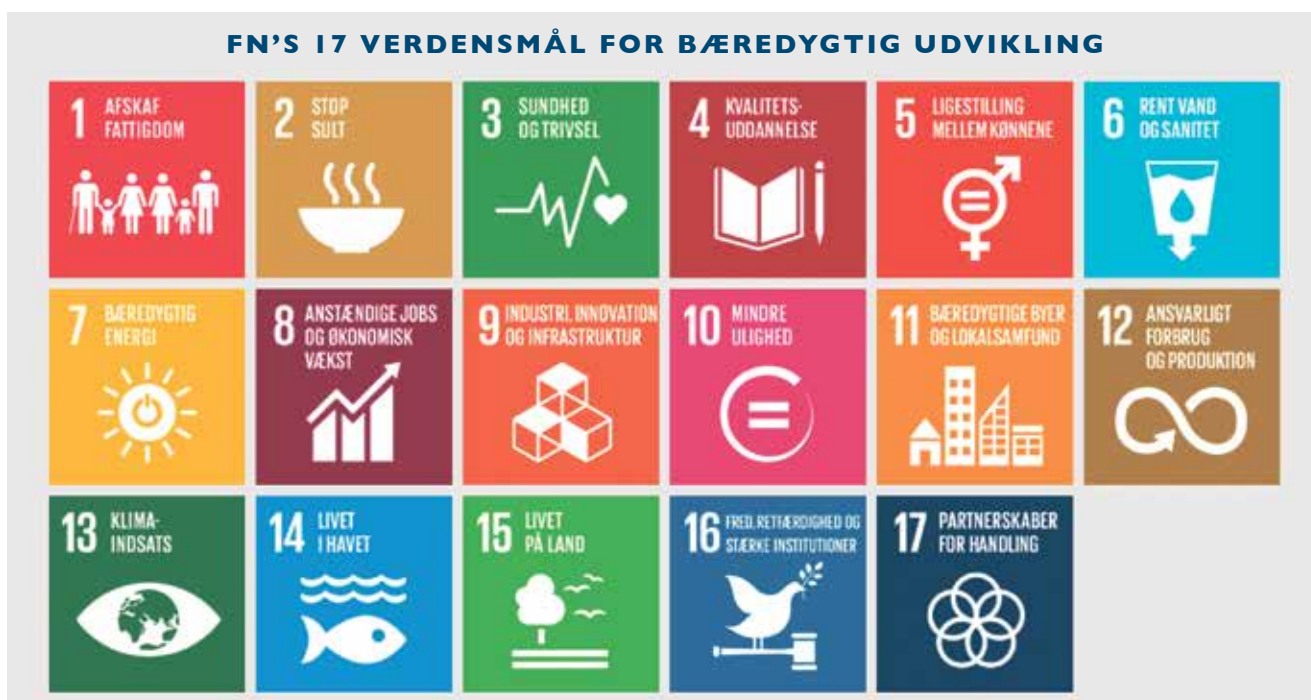 FN'S 17 VERDENSMÅL FOR BÆREDYGTIG UDVIKLING
1 AFSKAF
FATTIGDOM
2 STOP
SULT
3 SUNDHED
OG TRIVSEL
4 KVALITETS-
UDDANNELSE
5 LIGESTILLING
MELLEM KØNNENE
6 RENT VAND
OG SANITET
7 BÆREDYGTIG
ENERGI
8 ANSTÆNDIGE JOBS
OG ØKONOMISK
VÆKST
9 INDUSTRI, INNOVATION
OG INFRASTRUKTUR
10 MINDRE
ULIGHED
11 BÆREDYGTIGE BYER
OG LOKALSAMFUND
12 ANSVARLIGT
FORBRUG
OG PRODUKTION
13 KLIMA-
INDSATS
14 LIVET
I HAVET
15 LIVET
PÅ LAND
16 FRED, RETFÆRDIGHED OG
STÆRKE INSTITUTIONER
17 PARTNERSKABER
FOR HANDLING